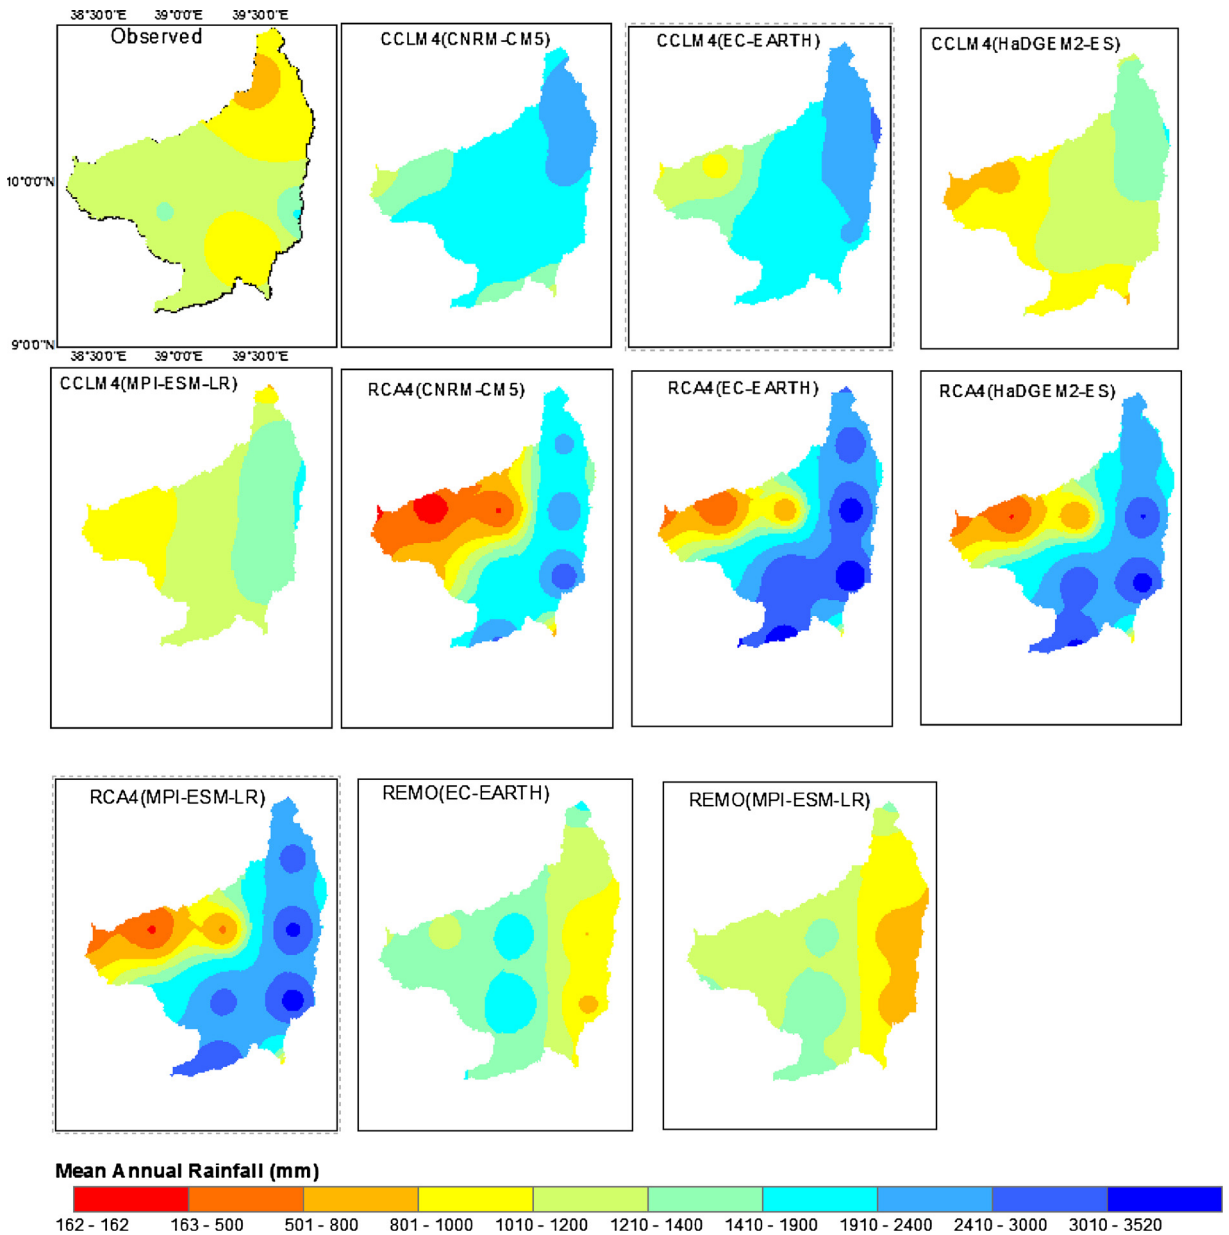 38°30'0"E 39°0'0"E 39°30'0"E
Observed
CCLM4(CNRM-CM5)
CCLM4(EC-EARTH)
CCLM4(HaDGEM2-ES)
10°0'0"N
9°0'0"N
38°30'0"E 39°0'0"E 39°30'0"E
CCLM4(MPI-ESM-LR)
RCA4(CNRM-CM5)
RCA4(EC-EARTH)
RCA4(HaDGEM2-ES)
RCA4(MPI-ESM-LR)
REMO(EC-EARTH)
REMO(MPI-ESM-LR)
Mean Annual Rainfall (mm)
162 - 162 163 - 500 501 - 800 801 - 1000 1010 - 1200 1210 - 1400 1410 - 1900 1910 - 2400 2410 - 3000 3010 - 3520